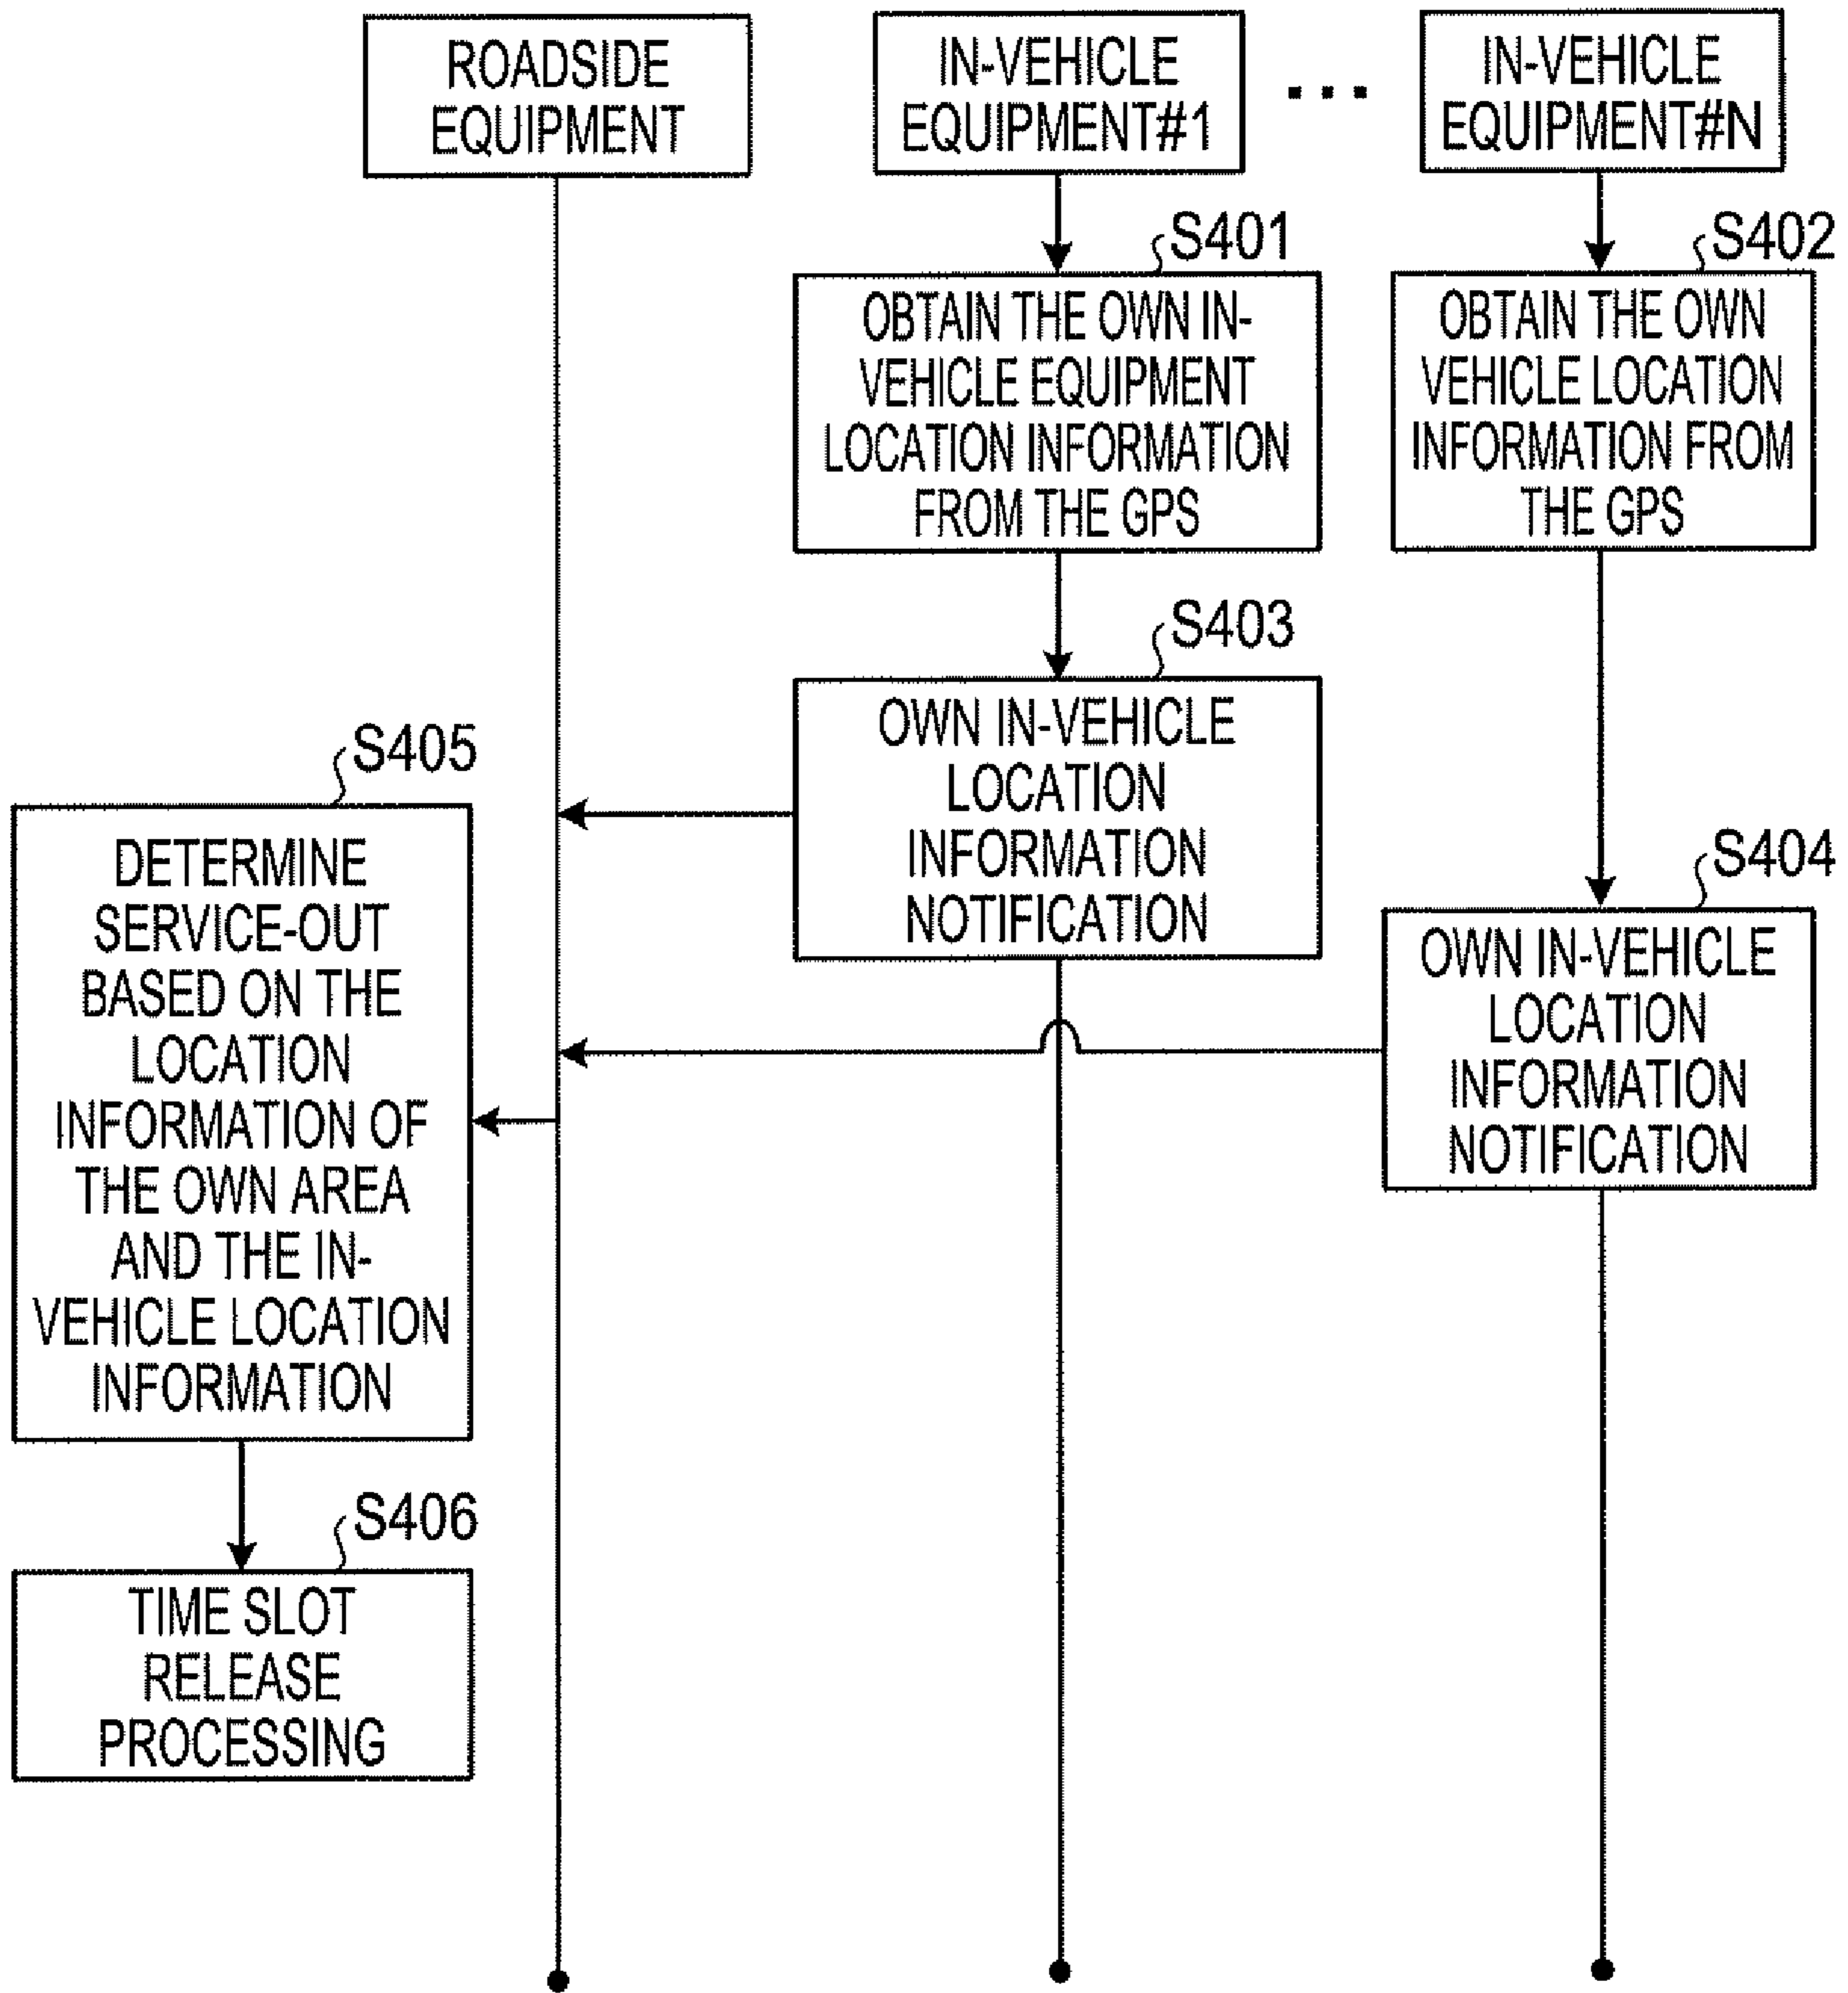 ROADSIDE
EQUIPMENT
IN-VEHICLE
EQUIPMENT#1
...
IN-VEHICLE
EQUIPMENT#N
S401
OBTAIN THE OWN IN-
VEHICLE EQUIPMENT
LOCATION INFORMATION
FROM THE GPS
S402
OBTAIN THE OWN
VEHICLE LOCATION
INFORMATION FROM
THE GPS
S403
OWN IN-VEHICLE
LOCATION
INFORMATION
NOTIFICATION
S404
OWN IN-VEHICLE
LOCATION
INFORMATION
NOTIFICATION
S405
DETERMINE
SERVICE-OUT
BASED ON THE
LOCATION
INFORMATION OF
THE OWN AREA
AND THE IN-
VEHICLE LOCATION
INFORMATION
S406
TIME SLOT
RELEASE
PROCESSING